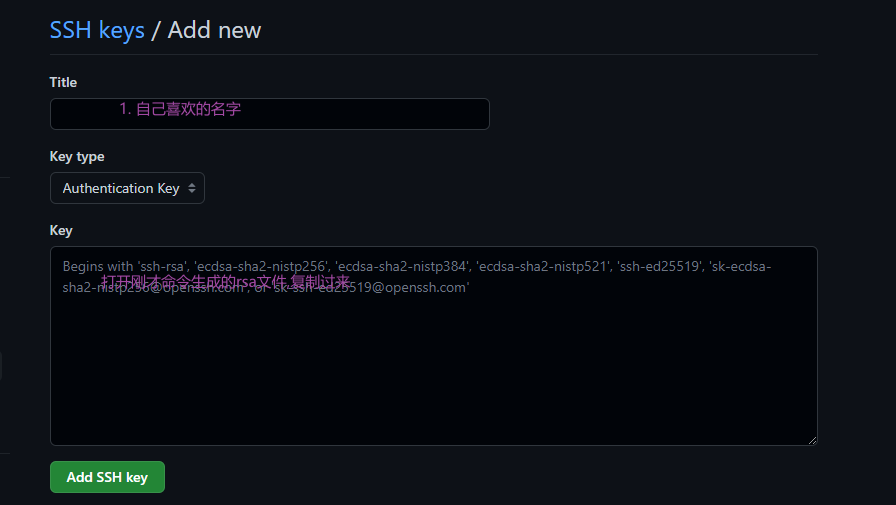 SSH keys / Add new
Title
1. 自己喜欢的名字
Key type
Authentication Key
Key
Begins with 'ssh-rsa', 'ecdsa-sha2-nistp256', 'ecdsa-sha2-nistp384', 'ecdsa-sha2-nistp521', 'ssh-ed25519', 'sk-ecdsa-
sha2-nistp256@openssh.com', or 'sk-ssh-ed25519@openssh.com'
打开刚才命令生成的rsa文件,复制过来
Add SSH key